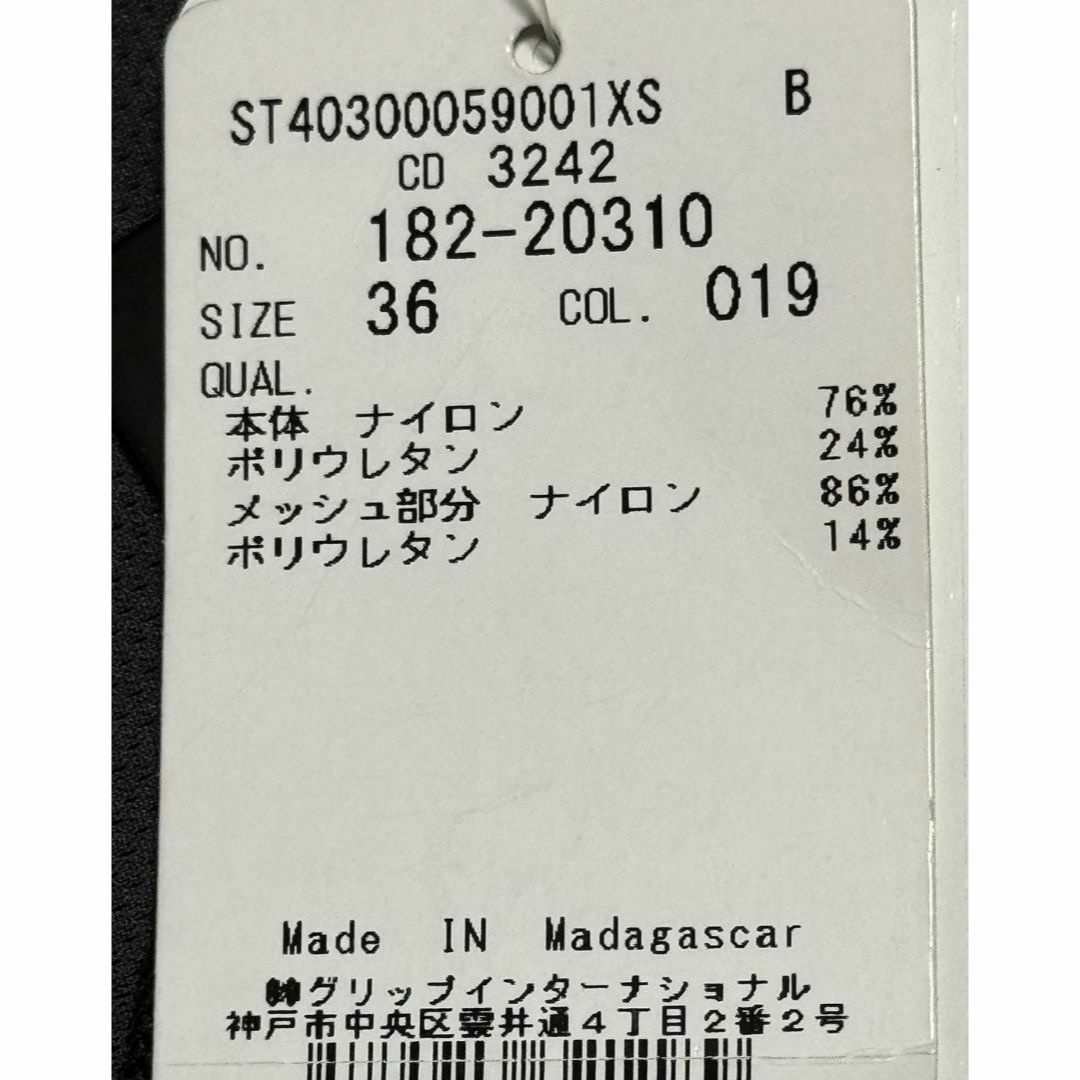 ST40300059001XS B
CD 3242
NO. 182-20310
SIZE 36 COL. 019
QUAL.
本体 ナイロン 76%
ポリウレタン 24%
メッシュ部分 ナイロン 86%
ポリウレタン 14%
Made IN Madagascar
㈱グリップインターナショナル
神戸市中央区雲井通4丁目2番2号